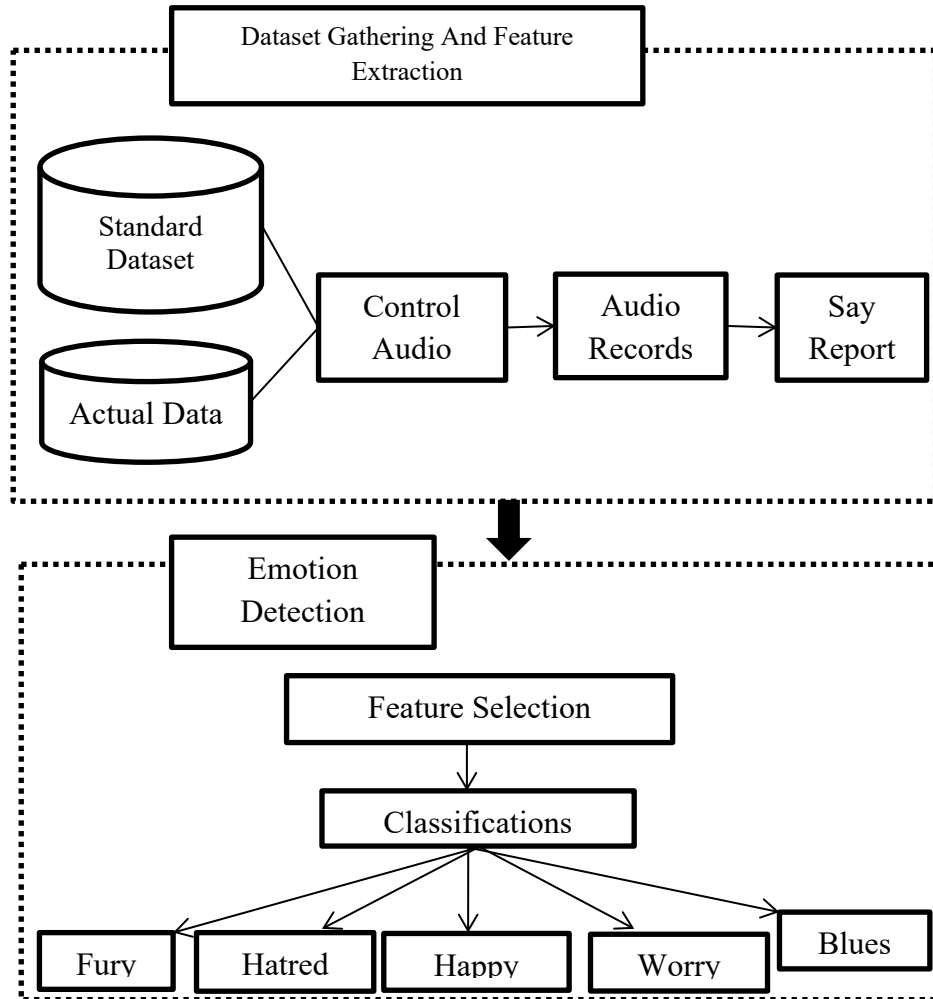 Dataset Gathering And Feature
Extraction
Standard
Dataset
Control
Audio
Audio
Records
Say
Report
Actual Data
Emotion
Detection
Feature Selection
Classifications
Fury
Hatred
Happy
Worry
Blues